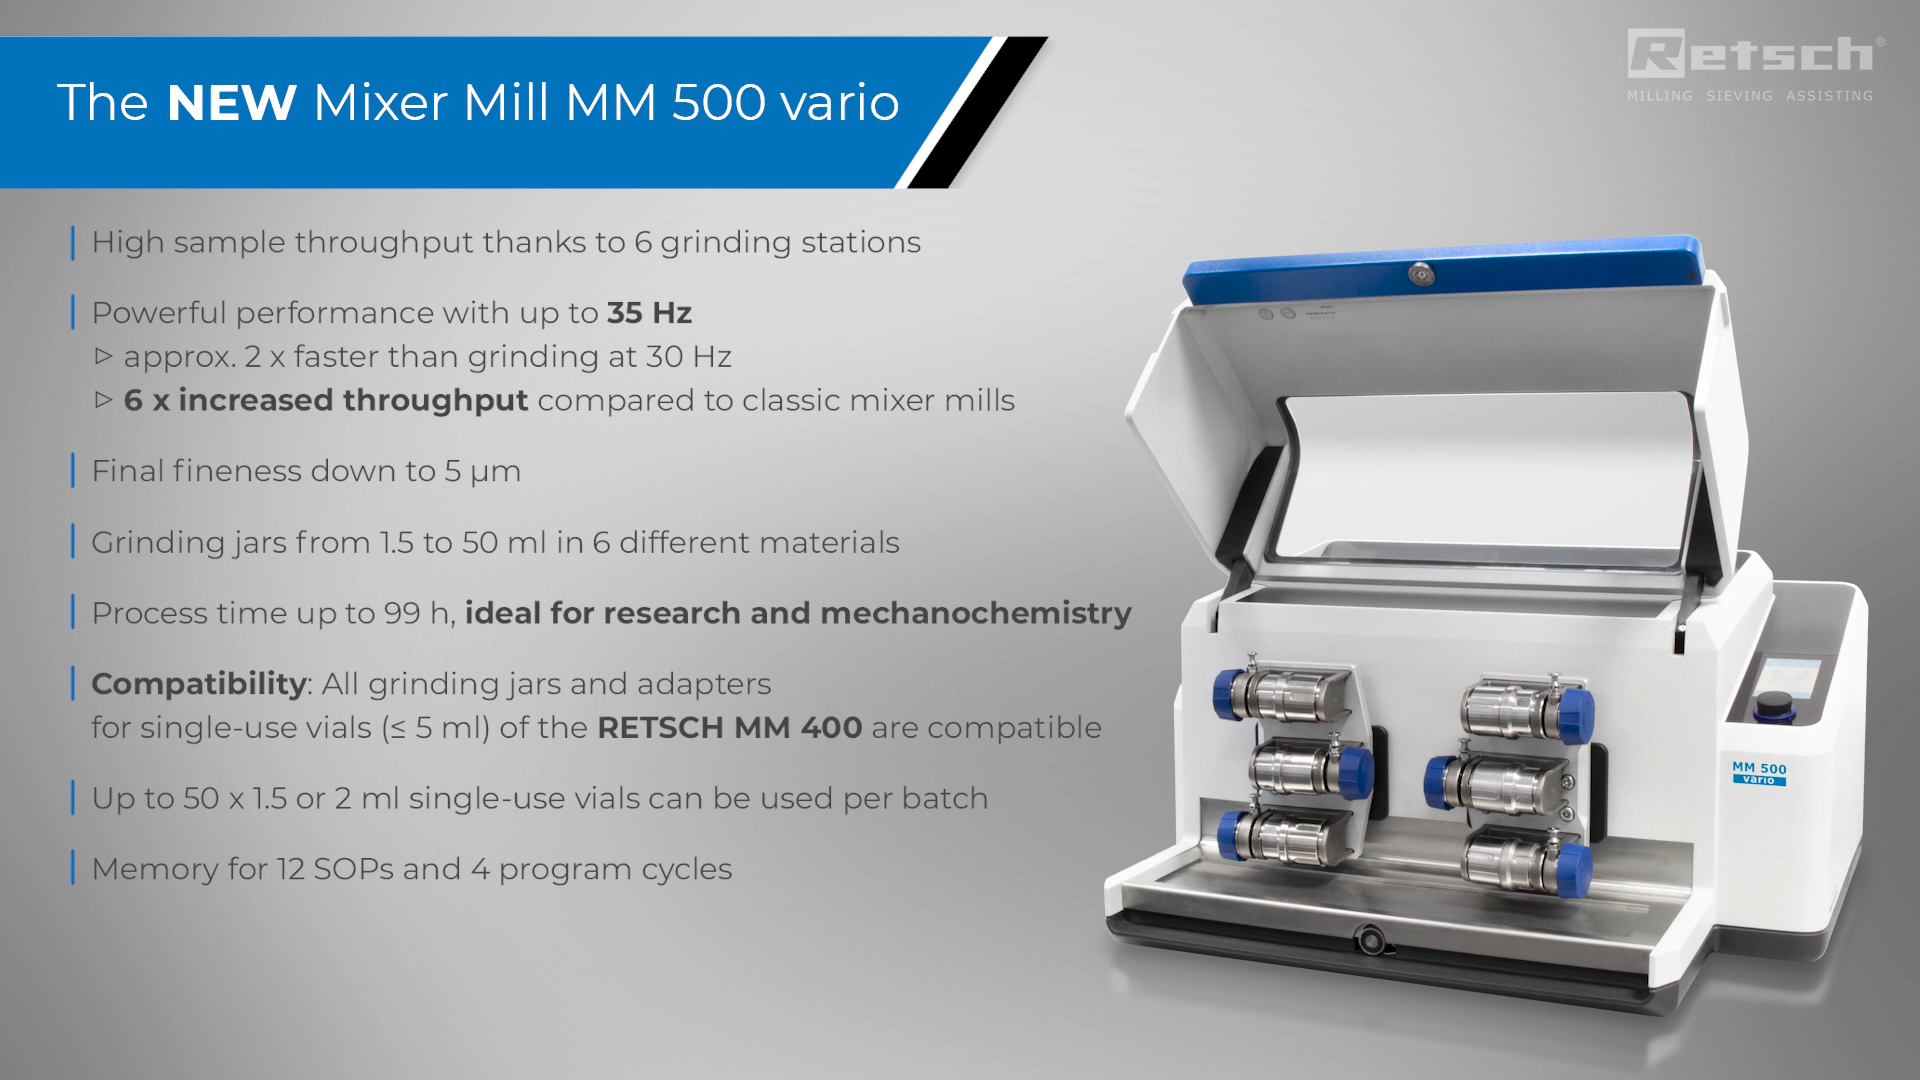 The NEW Mixer Mill MM 500 vario
Retsch®
MILLING SIEVING ASSISTING
High sample throughput thanks to 6 grinding stations
Powerful performance with up to 35 Hz
▷ approx. 2 x faster than grinding at 30 Hz
▷ 6 x increased throughput compared to classic mixer mills
Final fineness down to 5 µm
Grinding jars from 1.5 to 50 ml in 6 different materials
Process time up to 99 h, ideal for research and mechanochemistry
Compatibility: All grinding jars and adapters
for single-use vials (≤ 5 ml) of the RETSCH MM 400 are compatible
Up to 50 x 1.5 or 2 ml single-use vials can be used per batch
Memory for 12 SOPs and 4 program cycles
MM 500
vario